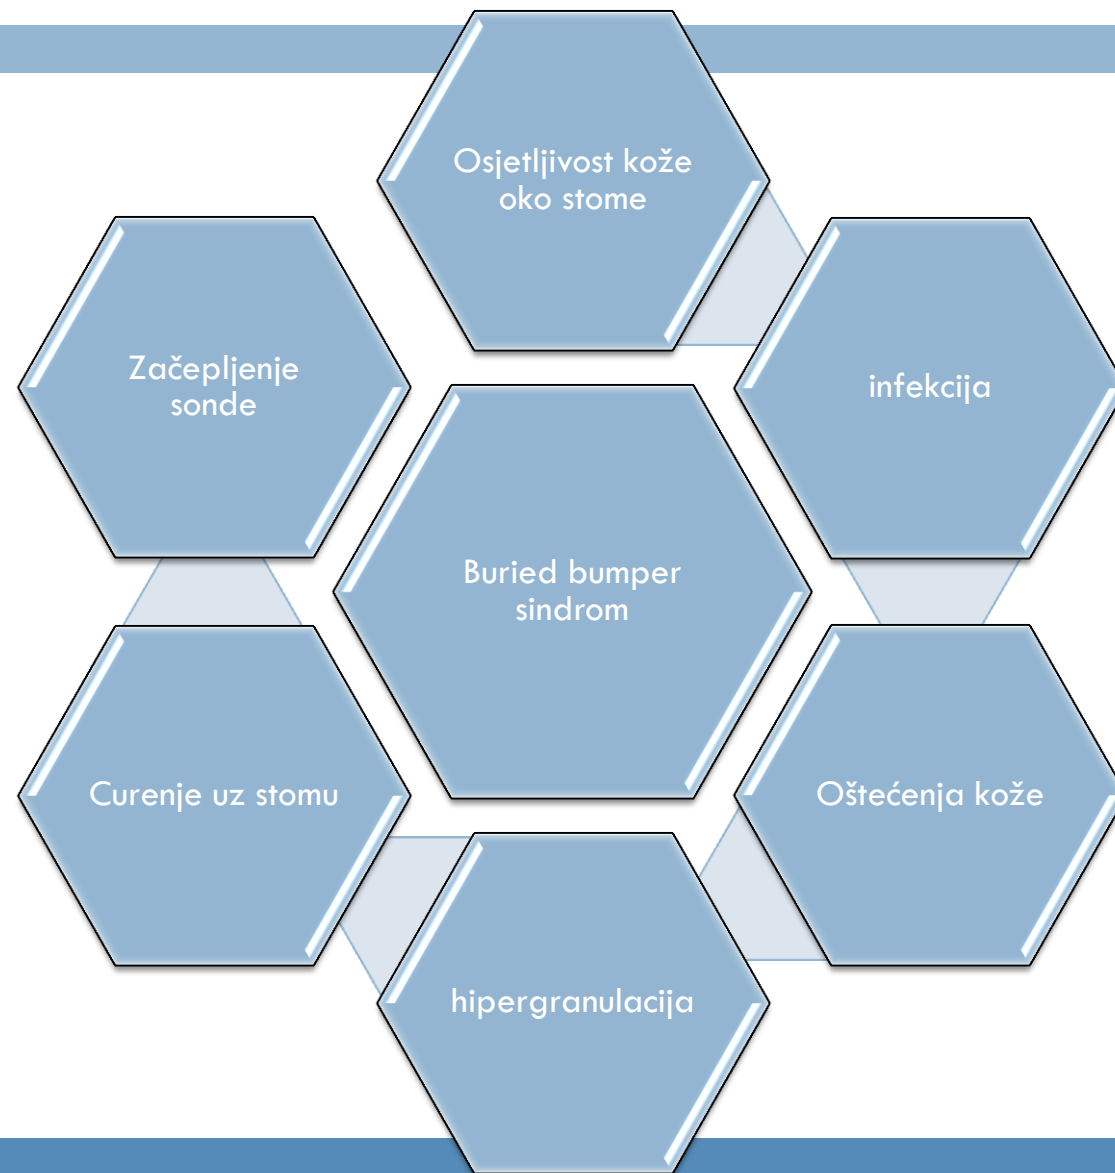 Osjetljivost kože
oko stome
Začepljenje
sonde
infekcija
Buried bumper
sindrom
Curenje uz stomu
Oštećenja kože
hipergranulacija